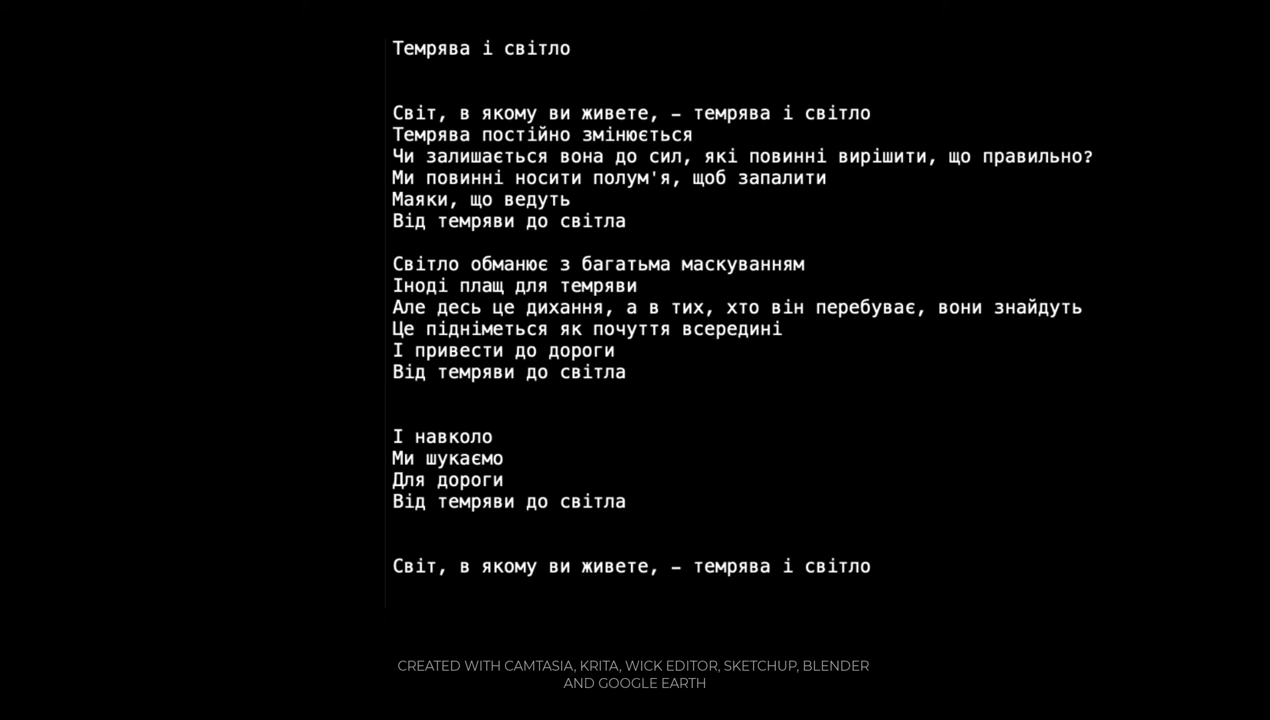 Темрява і світло
Світ, в якому ви живете, – темрява і світло
Темрява постійно змінюється
Чи залишається вона до сил, які повинні вирішити, що правильно?
Ми повинні носити полум'я, щоб запалити
Маяки, що ведуть
Від темряви до світла
Світло обманює з багатьма маскуванням
Іноді плащ для темряви
Але десь це дихання, а в тих, хто він перебуває, вони знайдуть
Це підніметься як почуття всередині
І привести до дороги
Від темряви до світла
І навколо
Ми шукаємо
Для дороги
Від темряви до світла
Світ, в якому ви живете, – темрява і світло
CREATED WITH CAMTASIA, KRITA, WICK EDITOR, SKETCHUP, BLENDER
AND GOOGLE EARTH